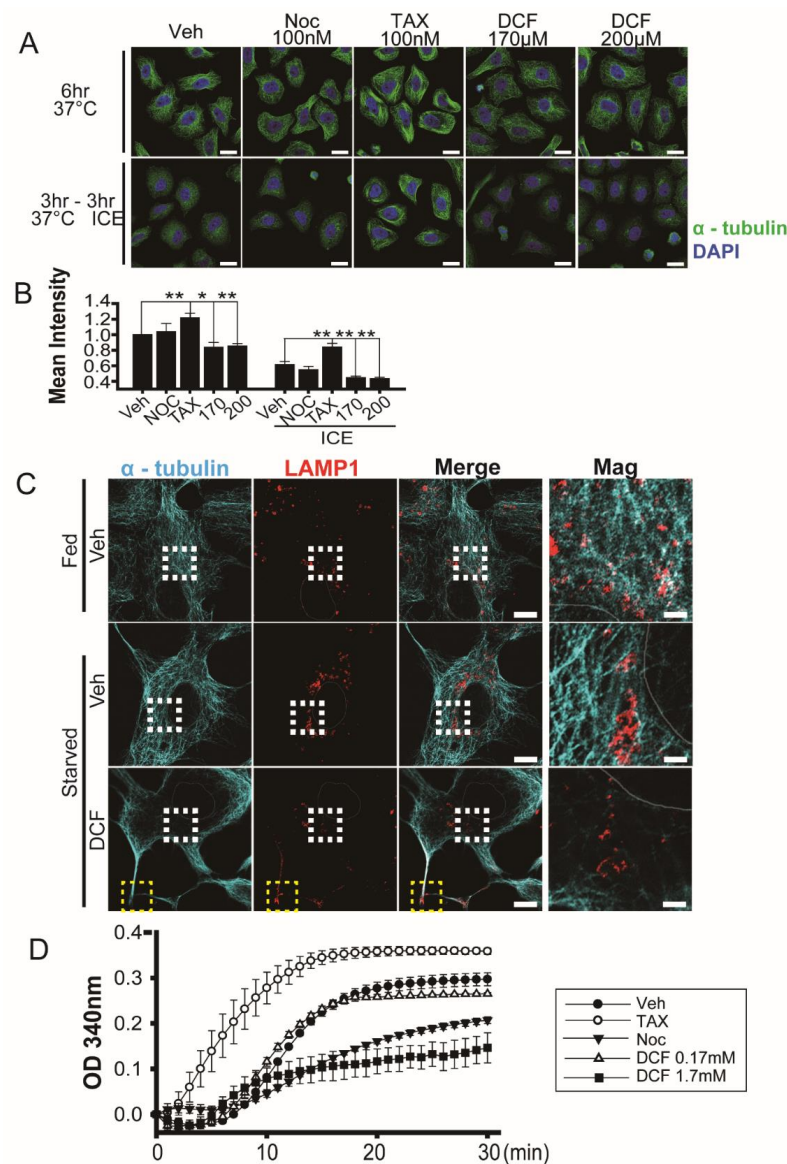 A
Veh
Noc 100nM
TAX 100nM
DCF 170µM
DCF 200µM
6hr
37°C
3hr - 3hr
37°C ICE
α - tubulin
DAPI
B
Mean Intensity
1.4
1.2
1.0
0.8
0.6
0.4
** * **
** ** **
Veh NOC TAX 170 200
Veh NOC TAX 170 200
ICE
C
α - tubulin LAMP1 Merge Mag
Fed
Veh
Starved
Veh
DCF
D
OD 340nm
0.4
0.3
0.2
0.1
0.0
0 10 20 30 (min)
Veh
TAX
Noc
DCF 0.17mM
DCF 1.7mM